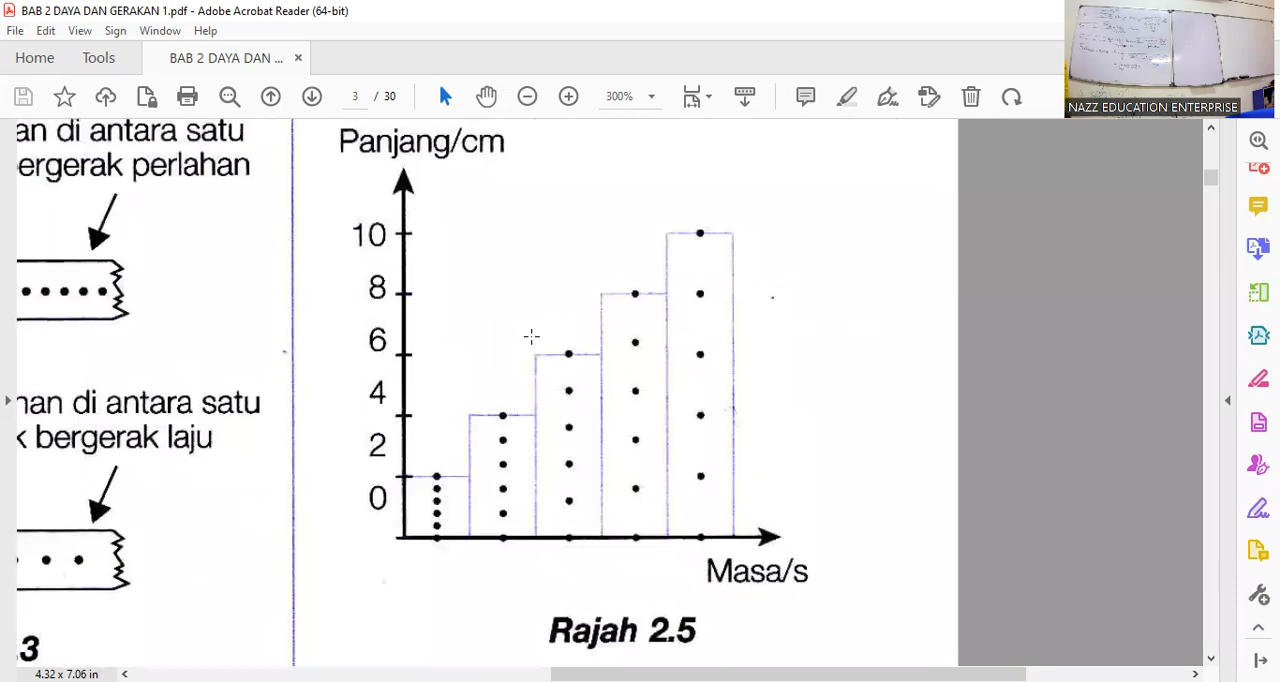 BAB 2 DAYA DAN GERAKAN 1.pdf - Adobe Acrobat Reader (64-bit)
File Edit View Sign Window Help
Home Tools BAB 2 DAYA DAN ... ×
3 / 30 300%
NAZZ EDUCATION ENTERPRISE
an di antara satu
ergerak perlahan
nan di antara satu
k bergerak laju
.3
Panjang/cm
10
8
6
4
2
0
Masa/s
Rajah 2.5
4.32 x 7.06 in